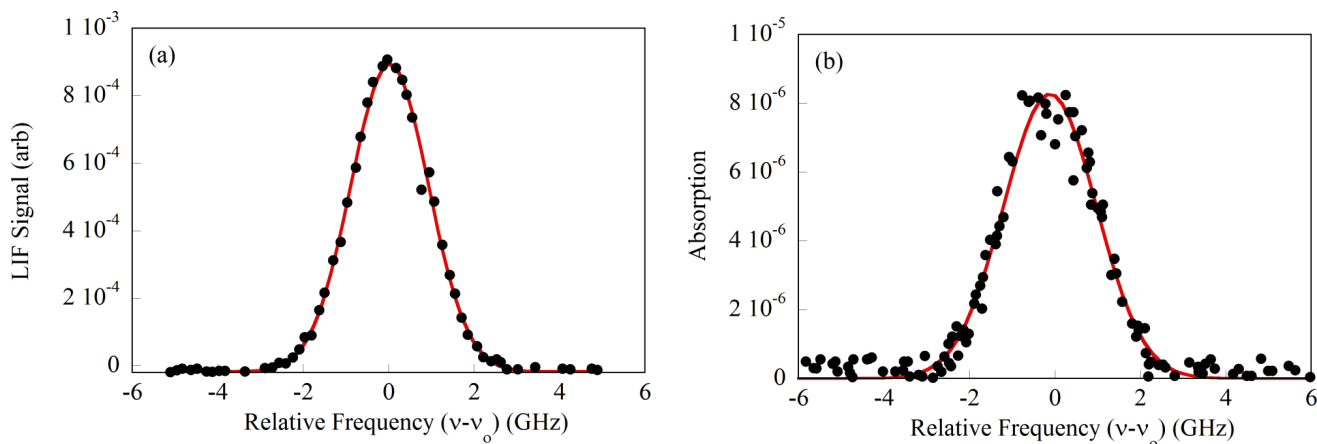 (a)
LIF Signal (arb)
1 10⁻³
8 10⁻⁴
6 10⁻⁴
4 10⁻⁴
2 10⁻⁴
0
-6 -4 -2 0 2 4 6
Relative Frequency (ν-νₒ) (GHz)
(b)
Absorption
1 10⁻⁵
8 10⁻⁶
6 10⁻⁶
4 10⁻⁶
2 10⁻⁶
0
-6 -4 -2 0 2 4 6
Relative Frequency (ν-νₒ) (GHz)